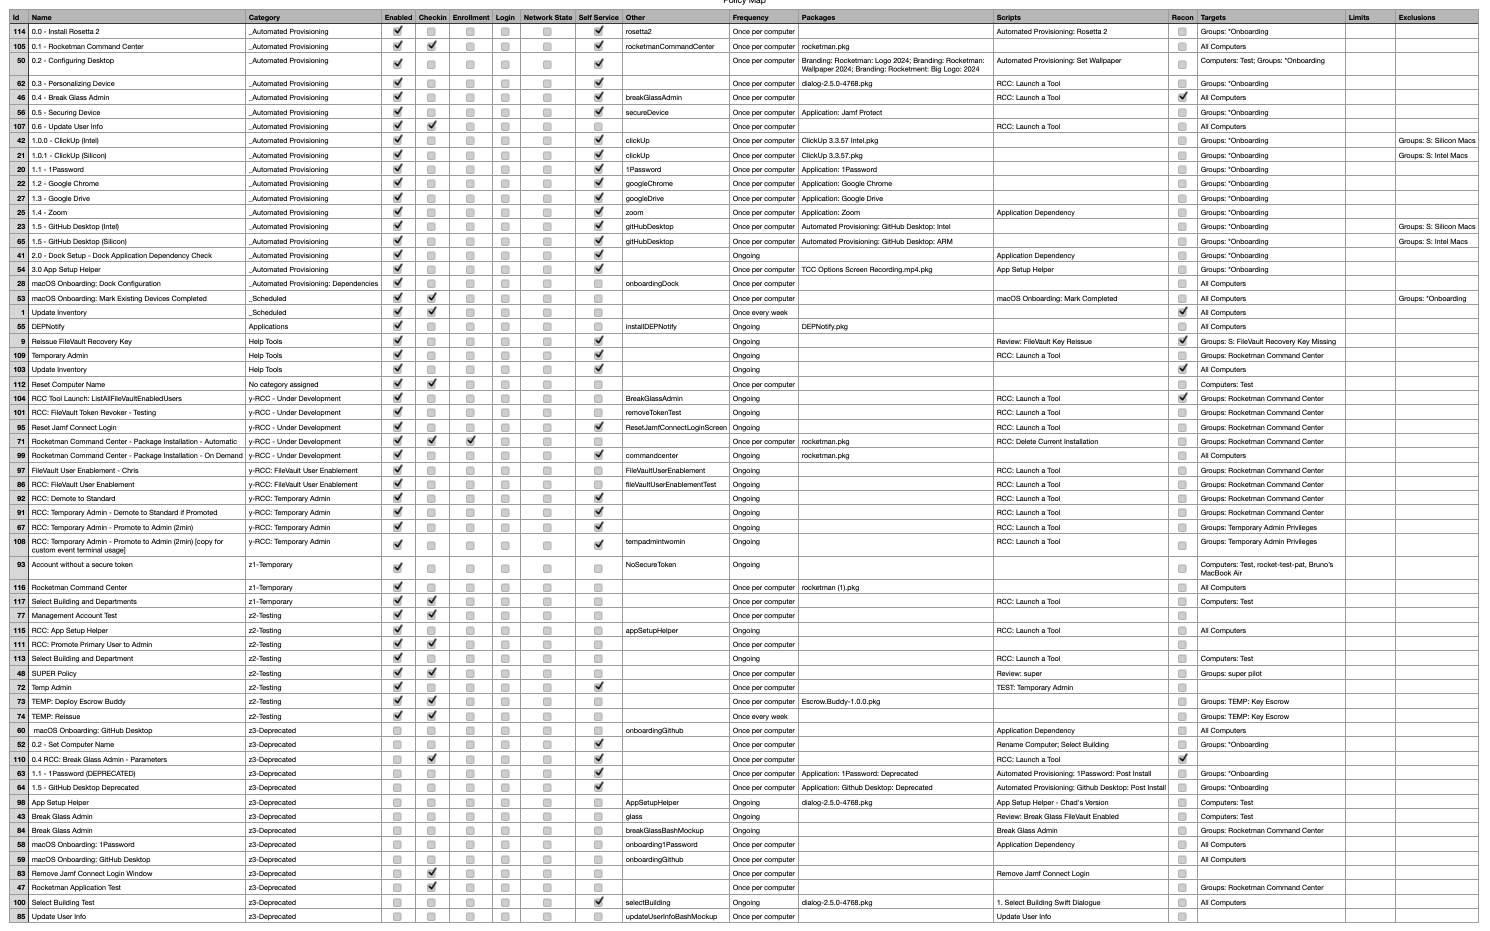 Policy Map
Id Name Category Enabled Checkin Enrollment Login Network State Self Service Other Frequency Packages Scripts Recon Targets Limits Exclusions
114 0.0 - Install Rosetta 2 _Automated Provisioning rosetta2 Once per computer Automated Provisioning: Rosetta 2 Groups: *Onboarding
105 0.1 - Rocketman Command Center _Automated Provisioning rocketmanCommandCenter Once per computer rocketman.pkg All Computers
50 0.2 - Configuring Desktop _Automated Provisioning Once per computer Branding: Rocketman: Logo 2024; Branding: Rocketman: Automated Provisioning: Set Wallpaper Computers: Test; Groups: *Onboarding
Wallpaper 2024; Branding: Rocketment: Big Logo: 2024
62 0.3 - Personalizing Device _Automated Provisioning Once per computer dialog-2.5.0-4768.pkg RCC: Launch a Tool Groups: *Onboarding
46 0.4 - Break Glass Admin _Automated Provisioning breakGlassAdmin Once per computer RCC: Launch a Tool All Computers
56 0.5 - Securing Device _Automated Provisioning secureDevice Once per computer Application: Jamf Protect Groups: *Onboarding
107 0.6 - Update User Info _Automated Provisioning Once per computer RCC: Launch a Tool All Computers
42 1.0.0 - ClickUp (Intel) _Automated Provisioning clickUp Once per computer ClickUp 3.3.57 Intel.pkg Groups: *Onboarding Groups: S: Silicon Macs
21 1.0.1 - ClickUp (Silicon) _Automated Provisioning clickUp Once per computer ClickUp 3.3.57.pkg Groups: *Onboarding Groups: S: Intel Macs
20 1.1 - 1Password _Automated Provisioning 1Password Once per computer Application: 1Password Groups: *Onboarding
22 1.2 - Google Chrome _Automated Provisioning googleChrome Once per computer Application: Google Chrome Groups: *Onboarding
27 1.3 - Google Drive _Automated Provisioning googleDrive Once per computer Application: Google Drive Groups: *Onboarding
25 1.4 - Zoom _Automated Provisioning zoom Once per computer Application: Zoom Application Dependency Groups: *Onboarding
23 1.5 - GitHub Desktop (Intel) _Automated Provisioning gitHubDesktop Once per computer Automated Provisioning: GitHub Desktop: Intel Groups: *Onboarding Groups: S: Silicon Macs
65 1.5 - GitHub Desktop (Silicon) _Automated Provisioning gitHubDesktop Once per computer Automated Provisioning: GitHub Desktop: ARM Groups: *Onboarding Groups: S: Intel Macs
41 2.0 - Dock Setup - Dock Application Dependency Check _Automated Provisioning Ongoing Application Dependency Groups: *Onboarding
54 3.0 App Setup Helper _Automated Provisioning Once per computer TCC Options Screen Recording.mp4.pkg App Setup Helper Groups: *Onboarding
28 macOS Onboarding: Dock Configuration _Automated Provisioning: Dependencies onboardingDock Once per computer All Computers
53 macOS Onboarding: Mark Existing Devices Completed _Scheduled Once per computer macOS Onboarding: Mark Completed All Computers Groups: *Onboarding
1 Update Inventory _Scheduled Once every week All Computers
55 DEPNotify Applications installDEPNotify Ongoing DEPNotify.pkg All Computers
9 Reissue FileVault Recovery Key Help Tools Ongoing Review: FileVault Key Reissue Groups: S: FileVault Recovery Key Missing
109 Temporary Admin Help Tools Ongoing RCC: Launch a Tool Groups: Rocketman Command Center
103 Update Inventory Help Tools Ongoing All Computers
112 Reset Computer Name No category assigned Once per computer Computers: Test
104 RCC Tool Launch: ListAllFileVaultEnabledUsers y-RCC - Under Development BreakGlassAdmin Ongoing RCC: Launch a Tool Groups: Rocketman Command Center
101 RCC: FileVault Token Revoker - Testing y-RCC - Under Development removeTokenTest Ongoing RCC: Launch a Tool Groups: Rocketman Command Center
95 Reset Jamf Connect Login y-RCC - Under Development ResetJamfConnectLoginScreen Ongoing RCC: Launch a Tool Groups: Rocketman Command Center
71 Rocketman Command Center - Package Installation - Automatic y-RCC - Under Development Once per computer rocketman.pkg RCC: Delete Current Installation Groups: Rocketman Command Center
99 Rocketman Command Center - Package Installation - On Demand y-RCC - Under Development commandcenter Ongoing rocketman.pkg All Computers
97 FileVault User Enablement - Chris y-RCC: FileVault User Enablement FileVaultUserEnablement Ongoing RCC: Launch a Tool Groups: Rocketman Command Center
86 RCC: FileVault User Enablement y-RCC: FileVault User Enablement fileVaultUserEnablementTest Ongoing RCC: Launch a Tool Groups: Rocketman Command Center
92 RCC: Demote to Standard y-RCC: Temporary Admin Ongoing RCC: Launch a Tool Groups: Rocketman Command Center
91 RCC: Temporary Admin - Demote to Standard if Promoted y-RCC: Temporary Admin Ongoing RCC: Launch a Tool Groups: Rocketman Command Center
67 RCC: Temporary Admin - Promote to Admin (2min) y-RCC: Temporary Admin Ongoing RCC: Launch a Tool Groups: Temporary Admin Privileges
108 RCC: Temporary Admin - Promote to Admin (2min) [copy for y-RCC: Temporary Admin tempadmintwomin Ongoing RCC: Launch a Tool Groups: Temporary Admin Privileges
custom event terminal usage]
93 Account without a secure token z1-Temporary NoSecureToken Ongoing Computers: Test, rocket-test-pat, Bruno's
MacBook Air
116 Rocketman Command Center z1-Temporary Once per computer rocketman (1).pkg All Computers
117 Select Building and Departments z1-Temporary Once per computer RCC: Launch a Tool Computers: Test
77 Management Account Test z2-Testing Once per computer
115 RCC: App Setup Helper z2-Testing appSetupHelper Ongoing RCC: Launch a Tool All Computers
111 RCC: Promote Primary User to Admin z2-Testing Once per computer
113 Select Building and Department z2-Testing Ongoing RCC: Launch a Tool Computers: Test
48 SUPER Policy z2-Testing Once per computer Review: super Groups: super pilot
72 Temp Admin z2-Testing Once per computer TEST: Temporary Admin
73 TEMP: Deploy Escrow Buddy z2-Testing Once per computer Escrow.Buddy-1.0.0.pkg Groups: TEMP: Key Escrow
74 TEMP: Reissue z2-Testing Once every week Groups: TEMP: Key Escrow
60 macOS Onboarding: GitHub Desktop z3-Deprecated onboardingGithub Once per computer Application Dependency All Computers
52 0.2 - Set Computer Name z3-Deprecated Once per computer Rename Computer; Select Building Groups: *Onboarding
110 0.4 RCC: Break Glass Admin - Parameters z3-Deprecated Once per computer RCC: Launch a Tool
63 1.1 - 1Password (DEPRECATED) z3-Deprecated Once per computer Application: 1Password: Deprecated Automated Provisioning: 1Password: Post Install Groups: *Onboarding
64 1.5 - GitHub Desktop Deprecated z3-Deprecated Once per computer Application: Github Desktop: Deprecated Automated Provisioning: Github Desktop: Post Install Groups: *Onboarding
98 App Setup Helper z3-Deprecated AppSetupHelper Ongoing dialog-2.5.0-4768.pkg App Setup Helper - Chad's Version Computers: Test
43 Break Glass Admin z3-Deprecated glass Ongoing Review: Break Glass FileVault Enabled Computers: Test
84 Break Glass Admin z3-Deprecated breakGlassBashMockup Ongoing Break Glass Admin Groups: Rocketman Command Center
58 macOS Onboarding: 1Password z3-Deprecated onboarding1Password Once per computer Application Dependency All Computers
59 macOS Onboarding: GitHub Desktop z3-Deprecated onboardingGithub Once per computer All Computers
83 Remove Jamf Connect Login Window z3-Deprecated Once per computer Remove Jamf Connect Login
47 Rocketman Application Test z3-Deprecated Once per computer Groups: Rocketman Command Center
100 Select Building Test z3-Deprecated selectBuilding Ongoing dialog-2.5.0-4768.pkg 1. Select Building Swift Dialogue All Computers
85 Update User Info z3-Deprecated updateUserInfoBashMockup Once per computer Update User Info